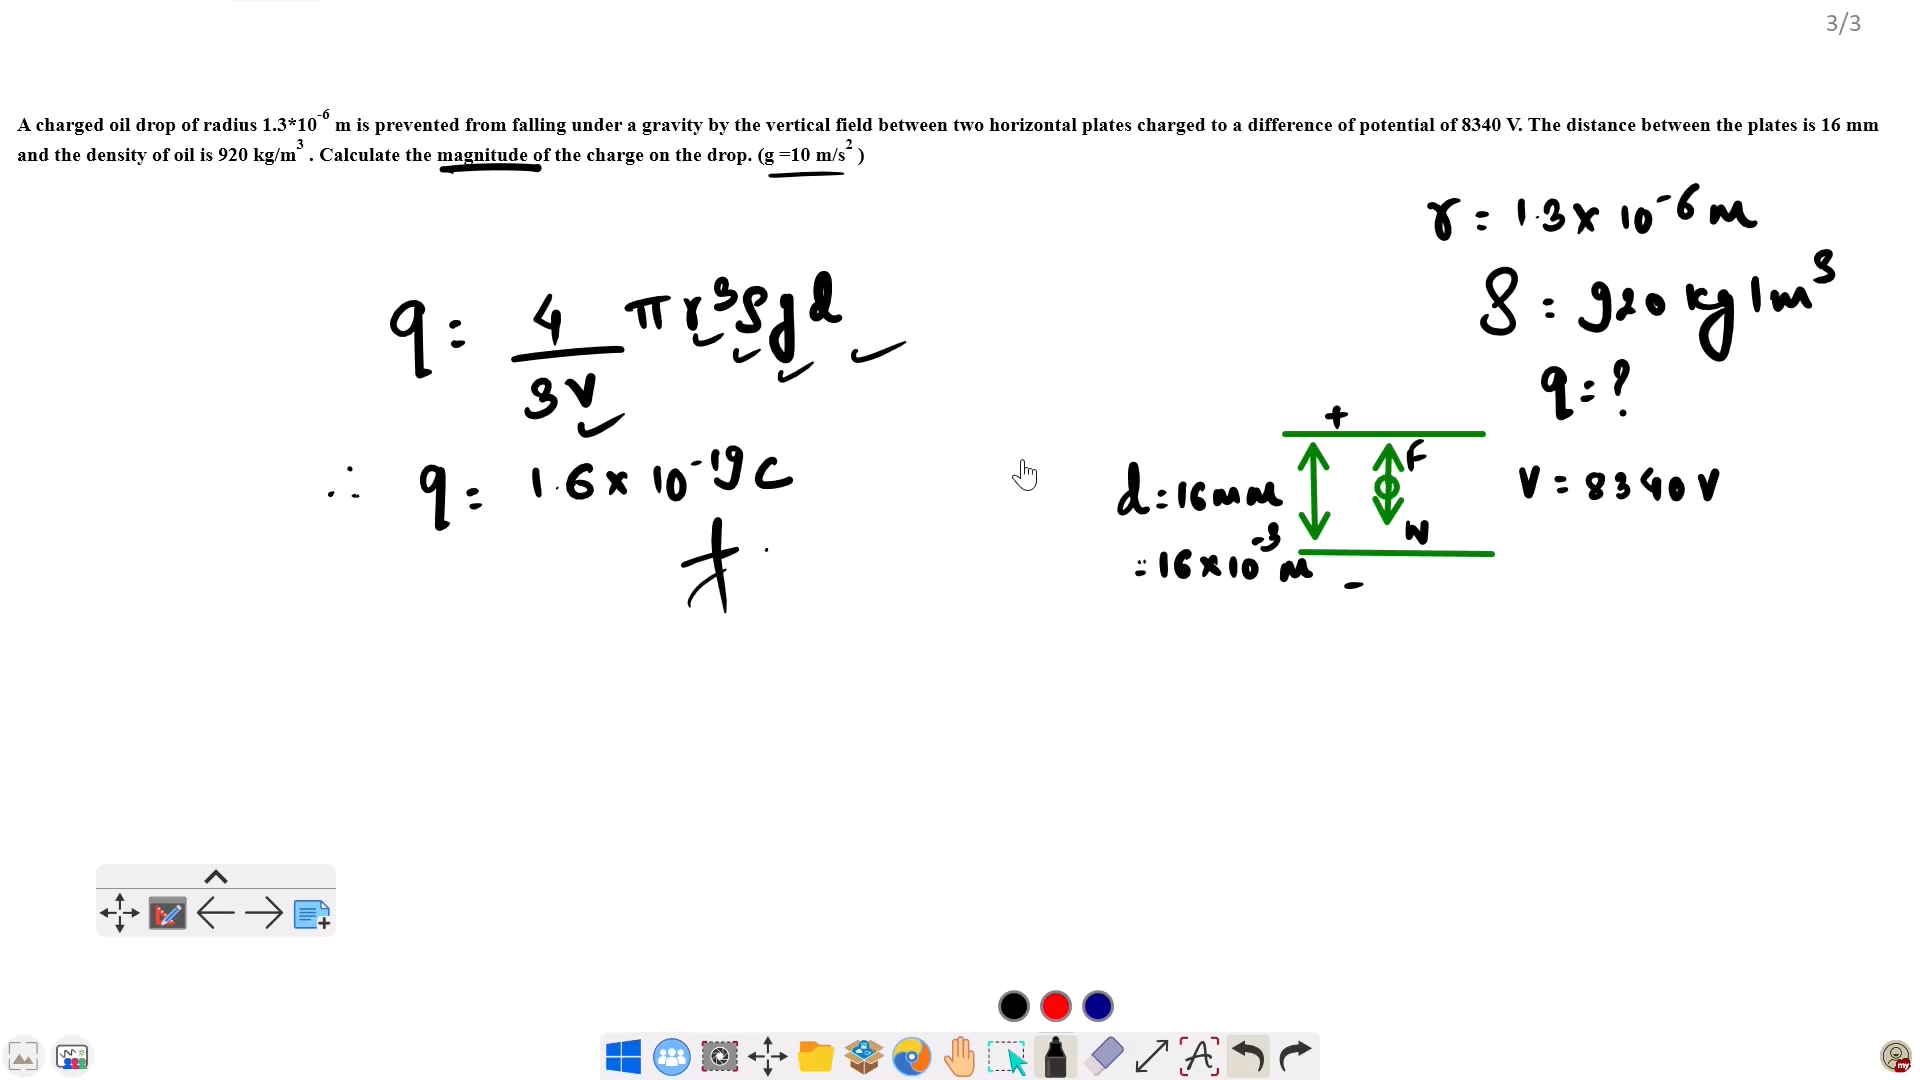 3/3
A charged oil drop of radius 1.3*10^-6 m is prevented from falling under a gravity by the vertical field between two horizontal plates charged to a difference of potential of 8340 V. The distance between the plates is 16 mm
and the density of oil is 920 kg/m^3 . Calculate the magnitude of the charge on the drop. (g =10 m/s^2 )
r = 1.3 x 10^-6 m
ρ = 920 kg/m^3
q = ?
V = 8340 V
q = 4/3V π r^3 ρ g d
∴ q = 1.6 x 10^-19 C
+
F
d = 16 mm
W
= 16 x 10^-3 m
-